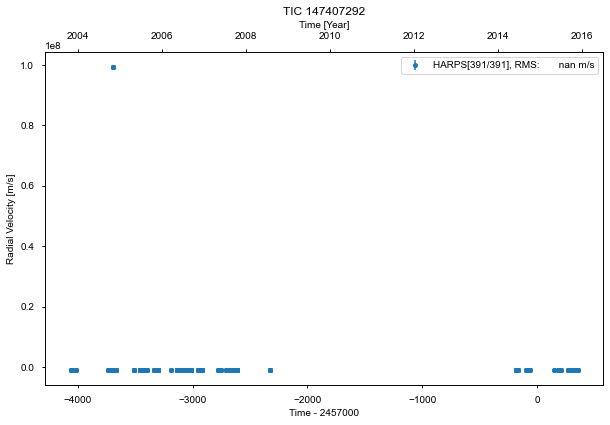 TIC 147407292
Time [Year]
2004 2006 2007 2008 2010 2012 2014 2016
1e8
HARPS[391/391], RMS: nan m/s
1.0
0.8
0.6
0.4
0.2
0.0
Radial Velocity [m/s]
−4000 −3000 −2000 −1000 0
Time - 2457000